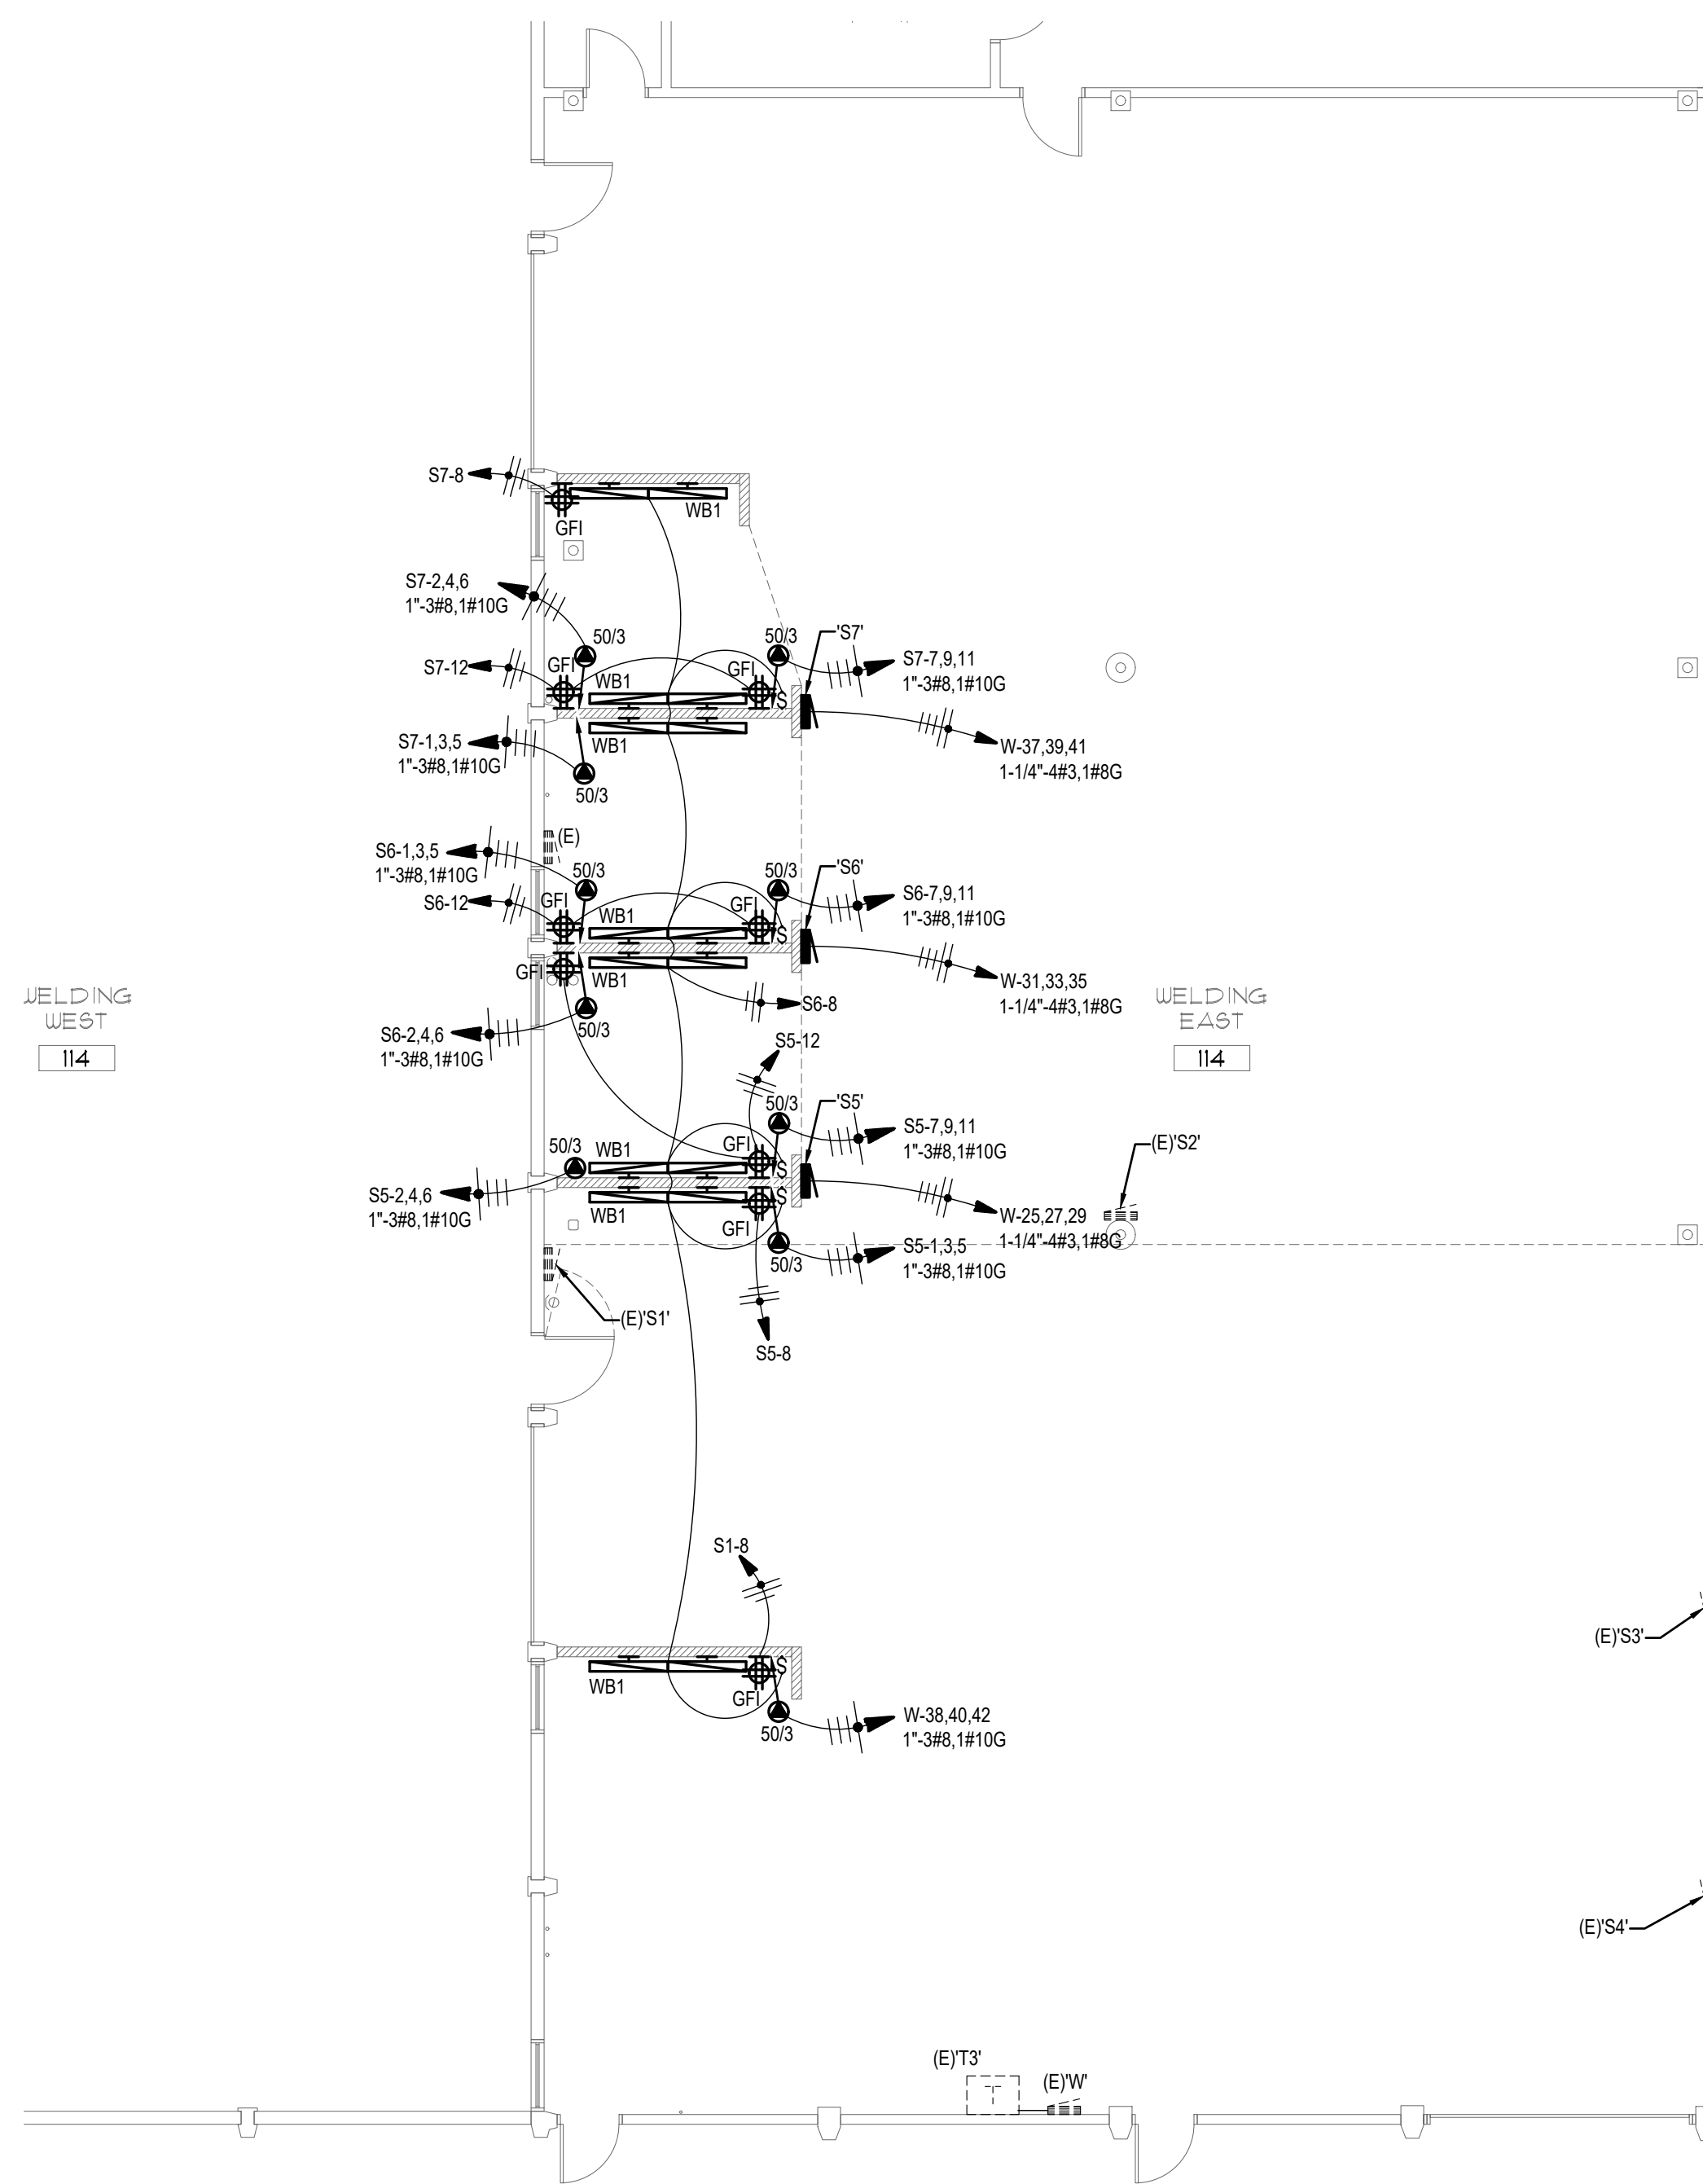 S7-8
WB1
GFI
S7-2,4,6
1"-3#8,1#10G
50/3
50/3
'S7'
S7-7,9,11
1"-3#8,1#10G
S7-12
GFI
WB1
GFI
S
S7-1,3,5
1"-3#8,1#10G
WB1
50/3
W-37,39,41
1-1/4"-4#3,1#8G
(E)
S6-1,3,5
1"-3#8,1#10G
50/3
50/3
'S6'
S6-7,9,11
1"-3#8,1#10G
S6-12
GFI
WB1
GFI
S
GFI
WB1
W-31,33,35
1-1/4"-4#3,1#8G
S6-8
WELDING
WEST
114
WELDING
EAST
114
S6-2,4,6
1"-3#8,1#10G
50/3
S5-12
50/3
'S5'
S5-7,9,11
1"-3#8,1#10G
50/3
WB1
GFI
S
(E)'S2'
S5-2,4,6
1"-3#8,1#10G
WB1
S
GFI
W-25,27,29
1-1/4"-4#3,1#8G
50/3
S5-1,3,5
1"-3#8,1#10G
(E)'S1'
S5-8
S1-8
(E)'S3'
WB1
S
GFI
50/3
W-38,40,42
1"-3#8,1#10G
(E)'S4'
(E)'T3'
T
(E)'W'